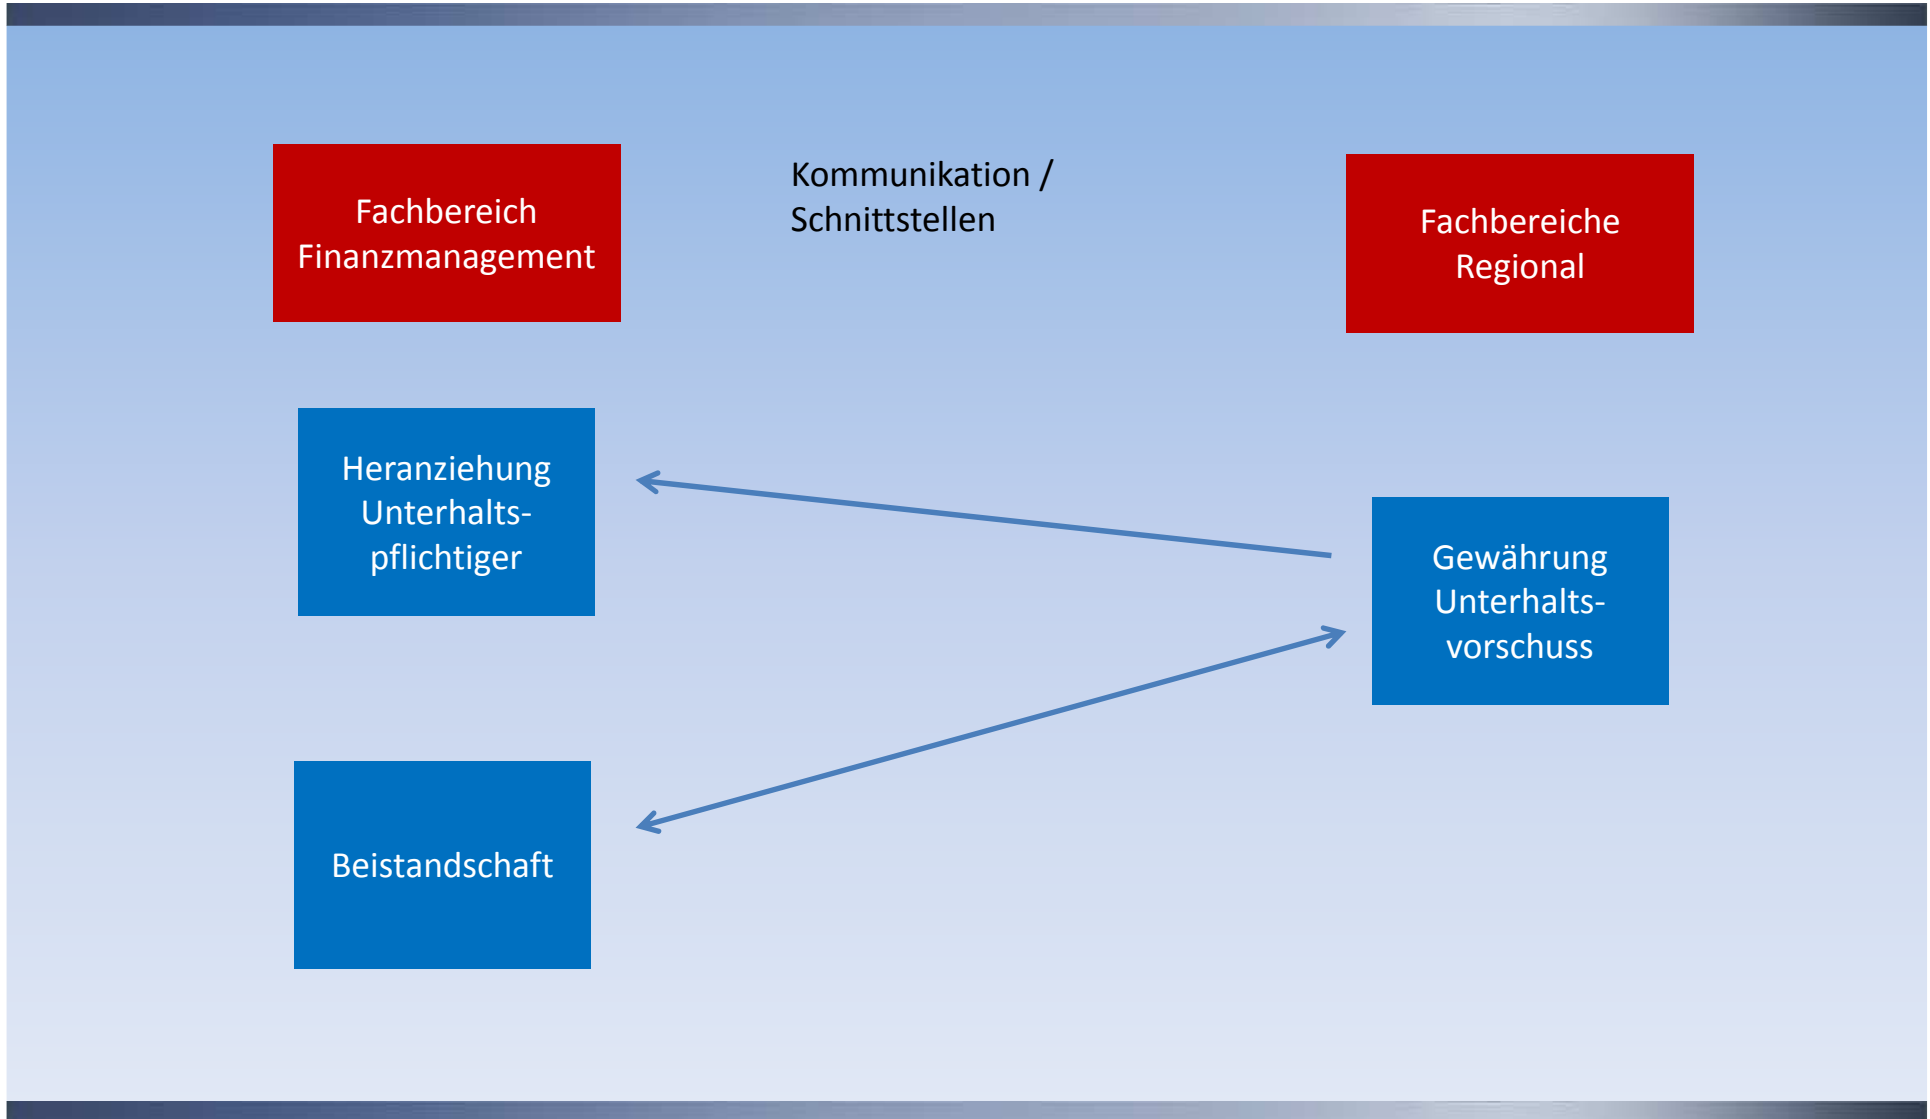 Fachbereich
Finanzmanagement
Kommunikation /
Schnittstellen
Fachbereiche
Regional
Heranziehung
Unterhalts-
pflichtiger
Gewährung
Unterhalts-
vorschuss
Beistandschaft